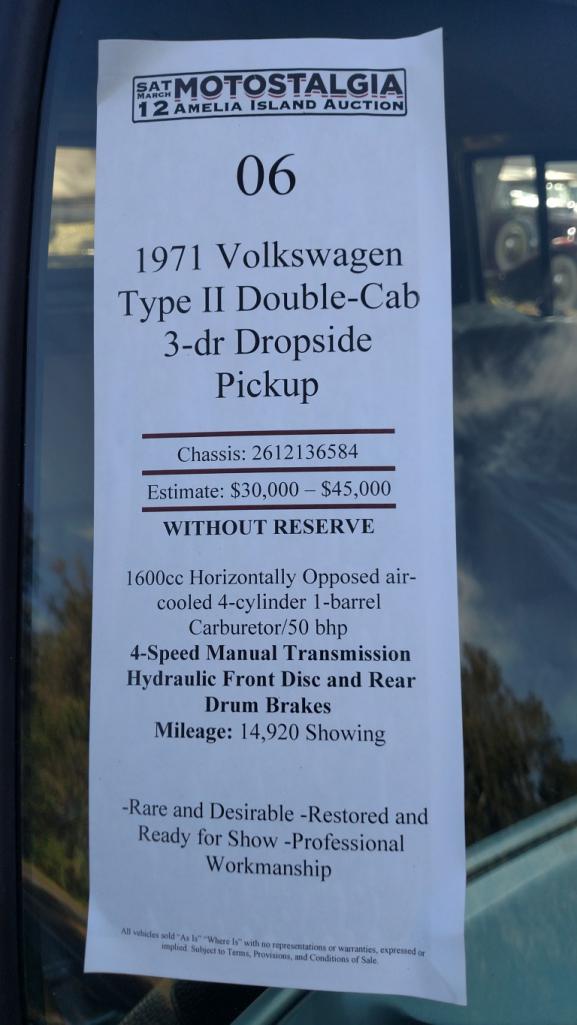 SAT MOTOSTALGIA
MARCH
12 AMELIA ISLAND AUCTION
06
1971 Volkswagen
Type II Double-Cab
3-dr Dropside
Pickup
Chassis: 2612136584
Estimate: $30,000 – $45,000
WITHOUT RESERVE
1600cc Horizontally Opposed air-
cooled 4-cylinder 1-barrel
Carburetor/50 bhp
4-Speed Manual Transmission
Hydraulic Front Disc and Rear
Drum Brakes
Mileage: 14,920 Showing
-Rare and Desirable -Restored and
Ready for Show -Professional
Workmanship
All vehicles sold "As Is" "Where Is" with no representations or warranties, expressed or
implied. Subject to Terms, Provisions, and Conditions of Sale.